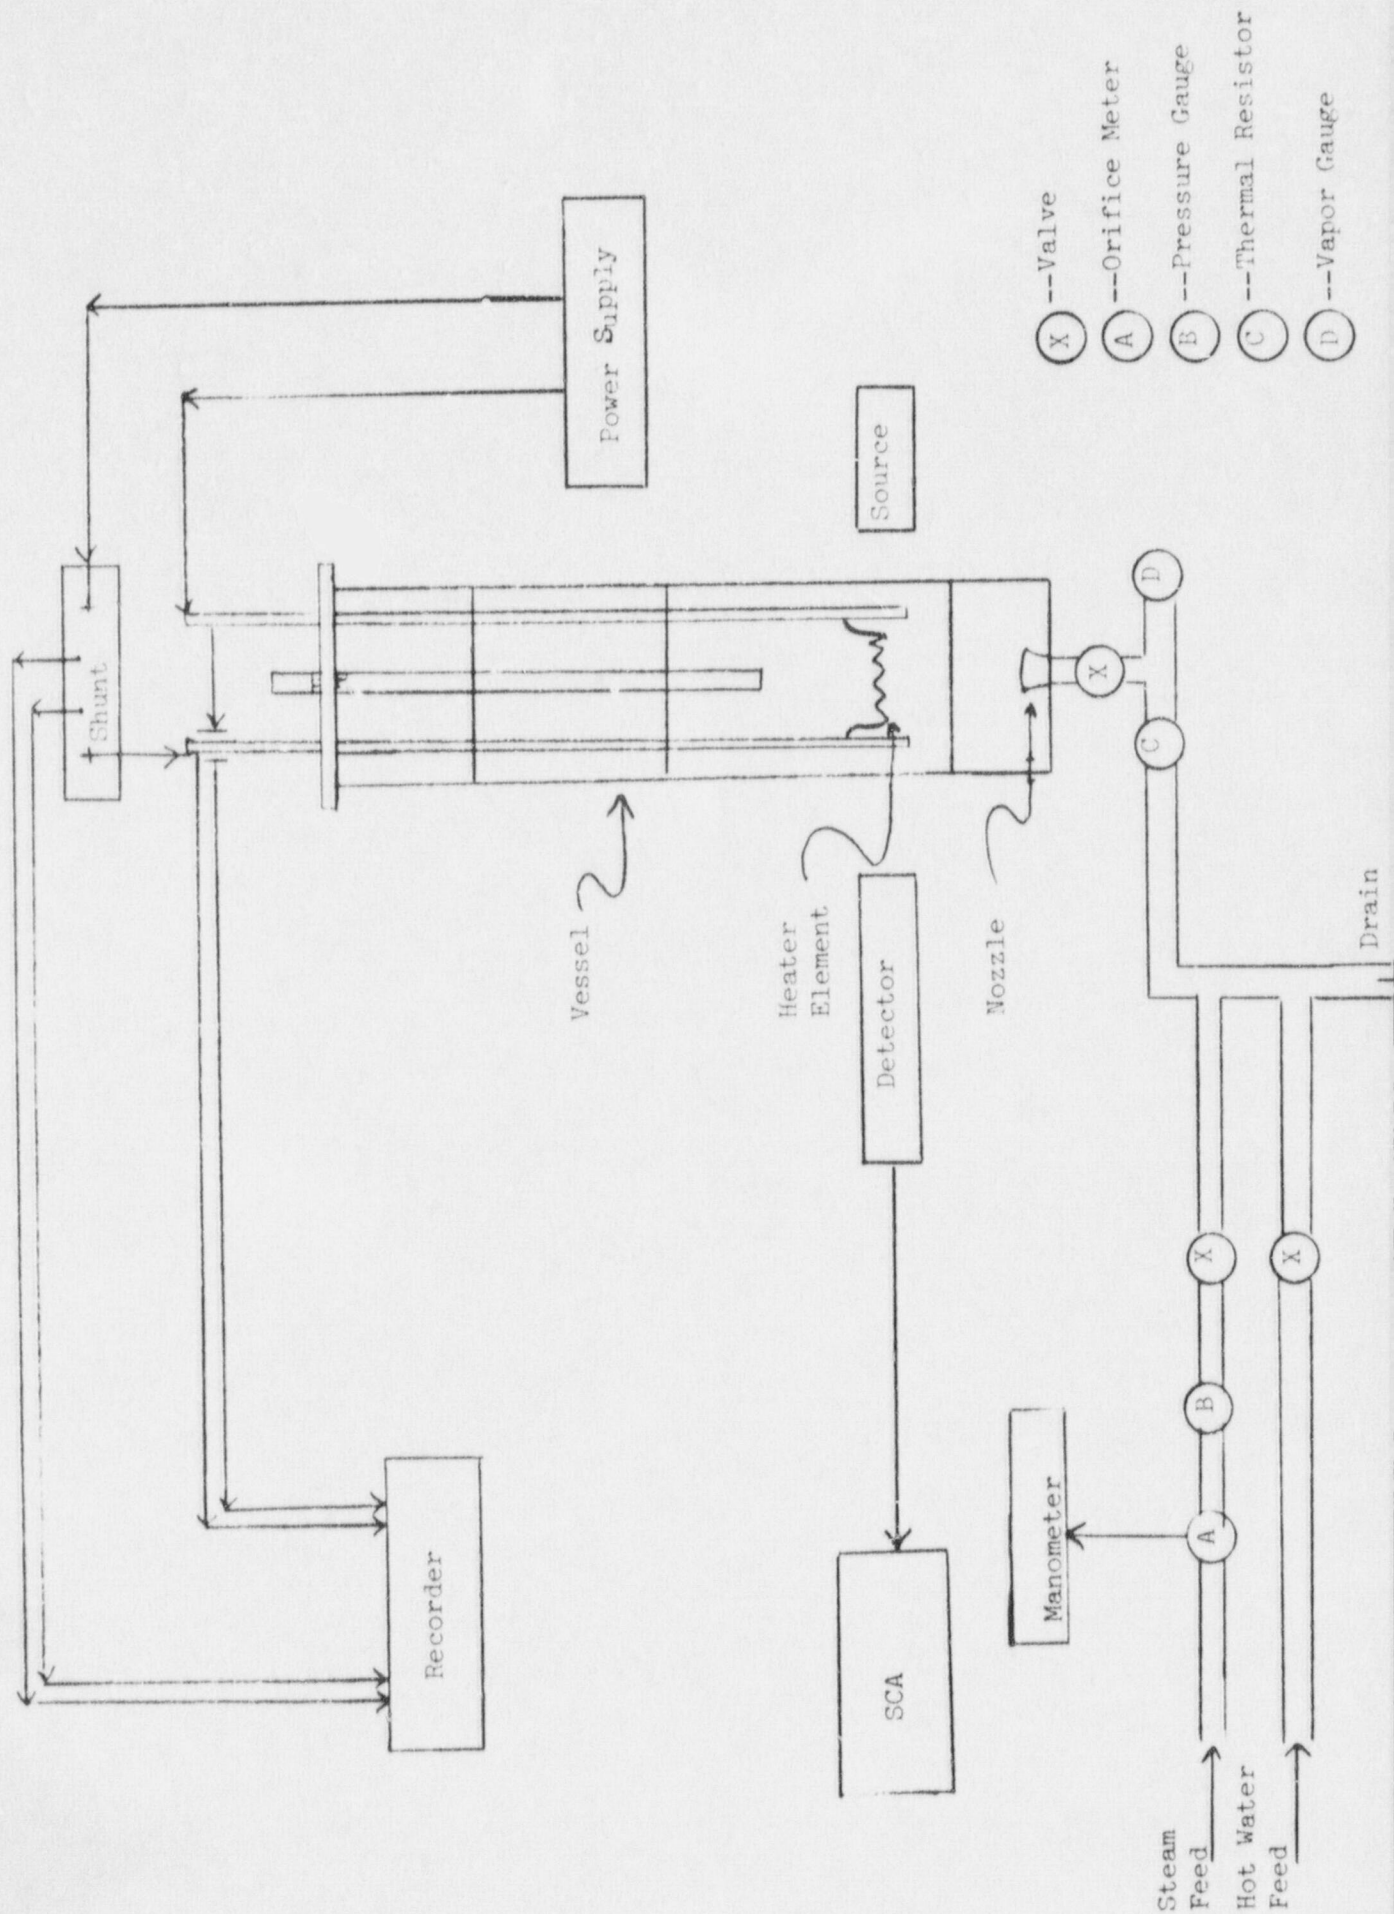 Shunt
Power Supply
Recorder
Vessel
Heater
Element
Source
Detector
SCA
Nozzle
Manometer
X
D
C
X
B
A
X
Steam
Feed
Hot Water
Feed
Drain
X --Valve
A --Orifice Meter
B --Pressure Gauge
C --Thermal Resistor
D --Vapor Gauge